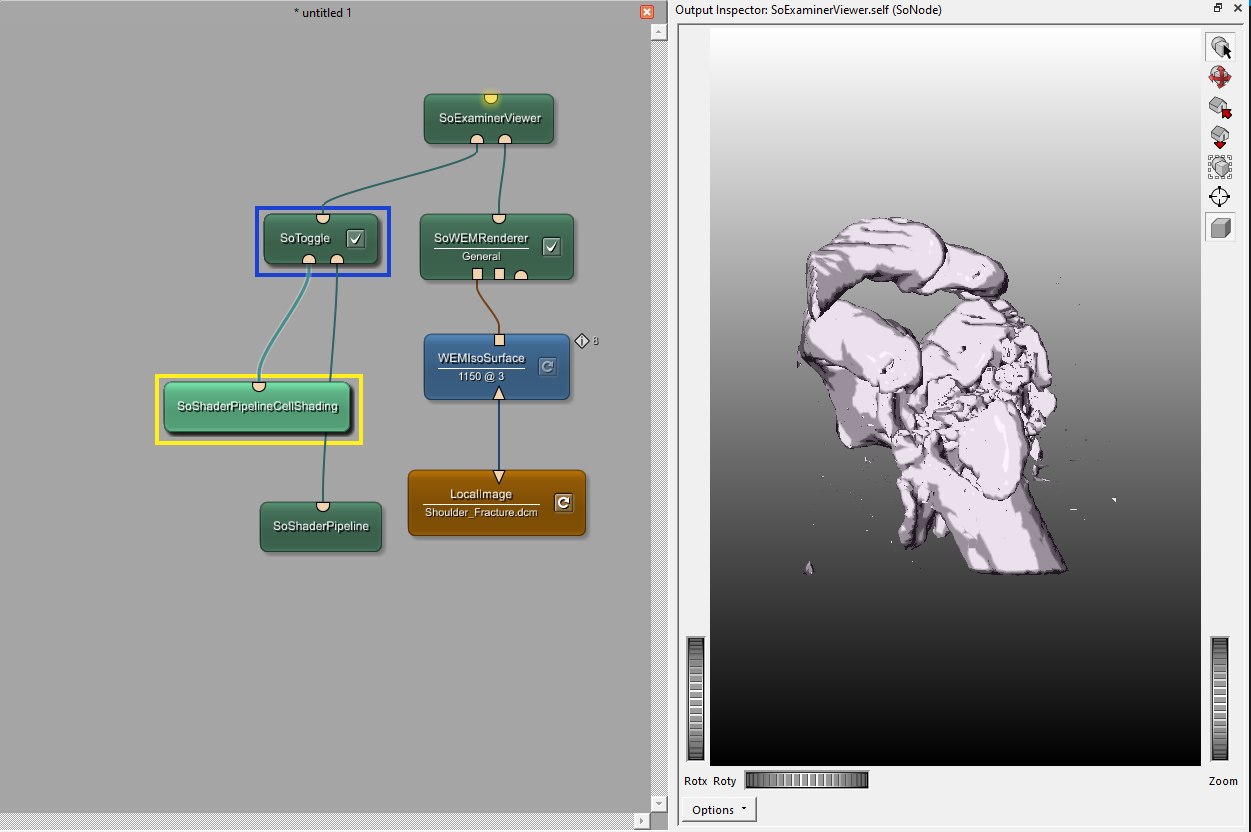 * untitled 1
SoExaminerViewer
SoToggle
SoWEMRenderer
General
WEMIsoSurface
1150 @ 3
8
SoShaderPipelineCellShading
LocalImage
Shoulder_Fracture.dcm
SoShaderPipeline
Output Inspector: SoExaminerViewer.self (SoNode)
Rotx Roty
Zoom
Options